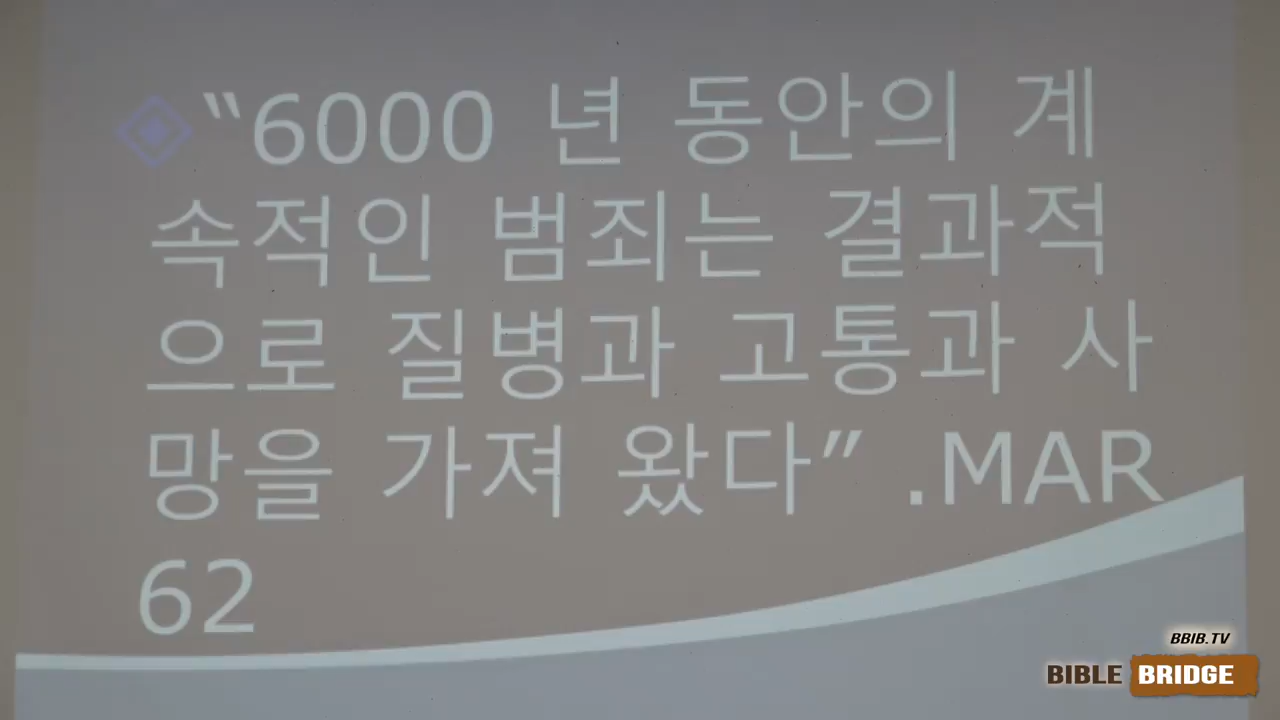 “6000 년 동안의 계
속적인 범죄는 결과적
으로 질병과 고통과 사
망을 가져 왔다” .MAR
62
BBIB.TV
BIBLE BRIDGE